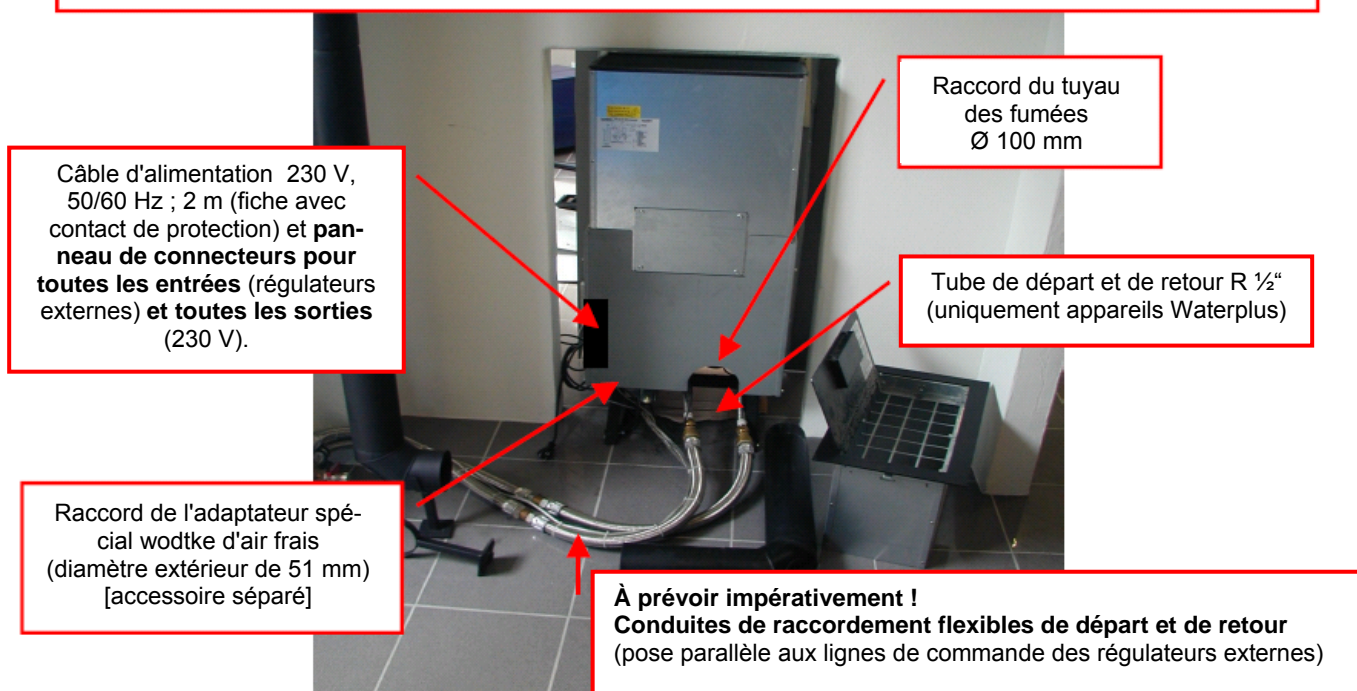 Raccord du tuyau
des fumées
Ø 100 mm
Câble d'alimentation  230 V,
50/60 Hz ; 2 m (fiche avec
contact de protection) et pan-
neau de connecteurs pour
toutes les entrées (régulateurs
externes) et toutes les sorties
(230 V).
Tube de départ et de retour R ½“
(uniquement appareils Waterplus)
Raccord de l'adaptateur spé-
cial wodtke d'air frais
(diamètre extérieur de 51 mm)
[accessoire séparé]
À prévoir impérativement !
Conduites de raccordement flexibles de départ et de retour
(pose parallèle aux lignes de commande des régulateurs externes)